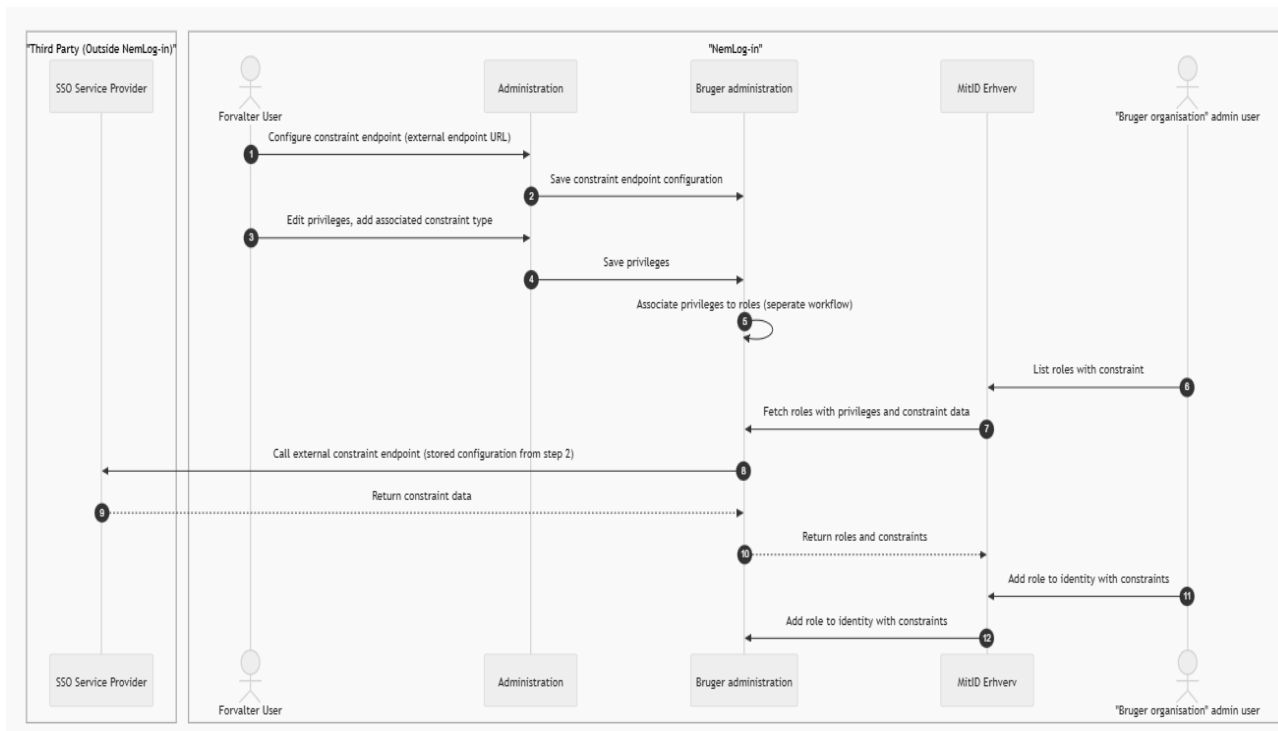 "Third Party (Outside NemLog-in)"
"NemLog-in"
SSO Service Provider
Forvalter User
Administration
Bruger administration
MitID Erhverv
"Bruger organisation" admin user
Configure constraint endpoint (external endpoint URL)
1
Save constraint endpoint configuration
2
Edit privileges, add associated constraint type
3
Save privileges
4
Associate privileges to roles (seperate workflow)
5
List roles with constraint
6
Fetch roles with privileges and constraint data
7
Call external constraint endpoint (stored configuration from step 2)
8
Return constraint data
9
Return roles and constraints
10
Add role to identity with constraints
11
Add role to identity with constraints
12
SSO Service Provider
Forvalter User
Administration
Bruger administration
MitID Erhverv
"Bruger organisation" admin user